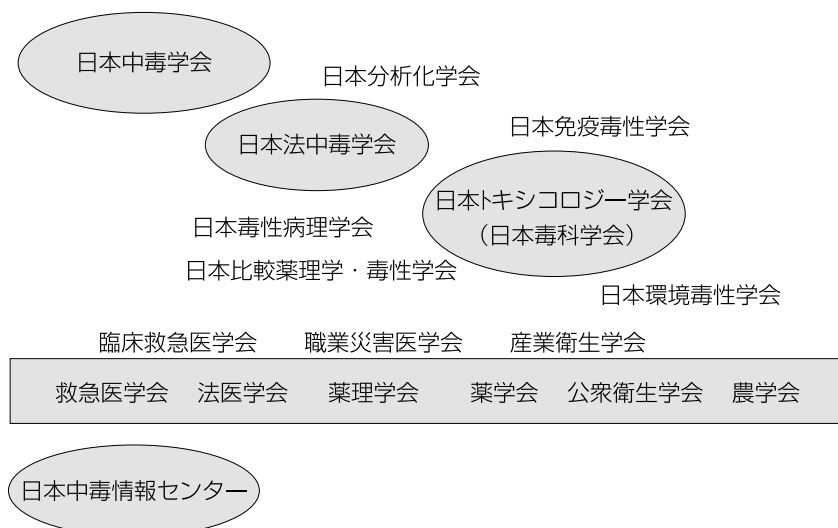 日本中毒学会
日本分析化学会
日本免疫毒性学会
日本法中毒学会
日本トキシコロジー学会
（日本毒科学会）
日本毒性病理学会
日本比較薬理学・毒性学会
日本環境毒性学会
臨床救急医学会 職業災害医学会 産業衛生学会
救急医学会 法医学会 薬理学会 薬学会 公衆衛生学会 農学会
日本中毒情報センター